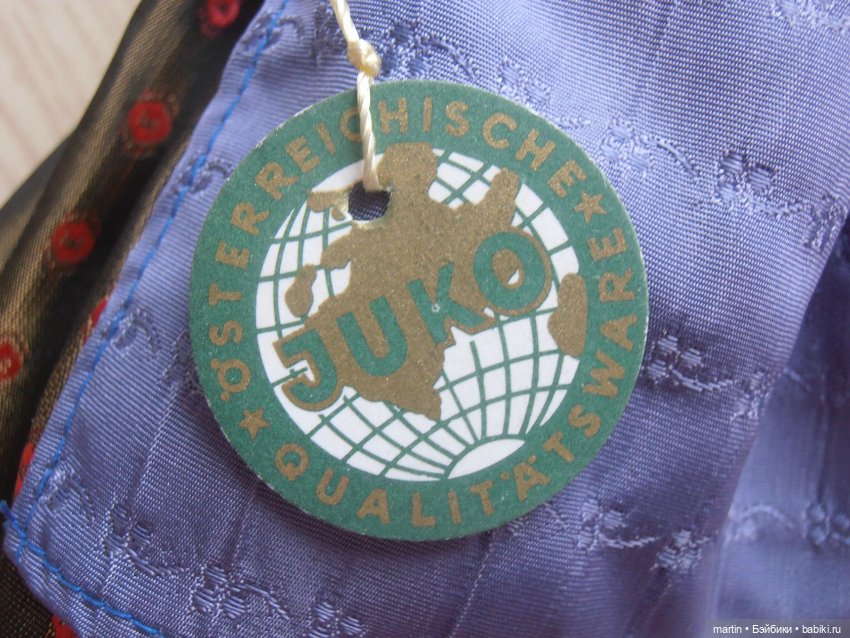 ÖSTERREICHISCHE
JUKO
QUALITÄTSWARE
martin • Бэйбики • babiki.ru